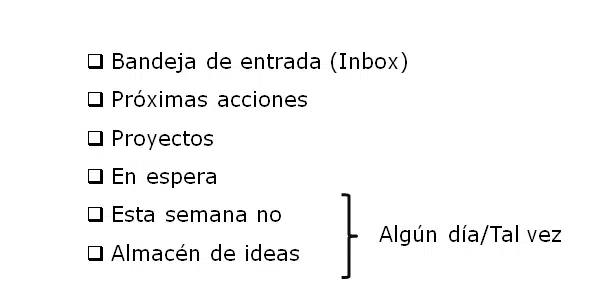 Bandeja de entrada (Inbox)
Próximas acciones
Proyectos
En espera
Esta semana no
Almacén de ideas
Algún día/Tal vez